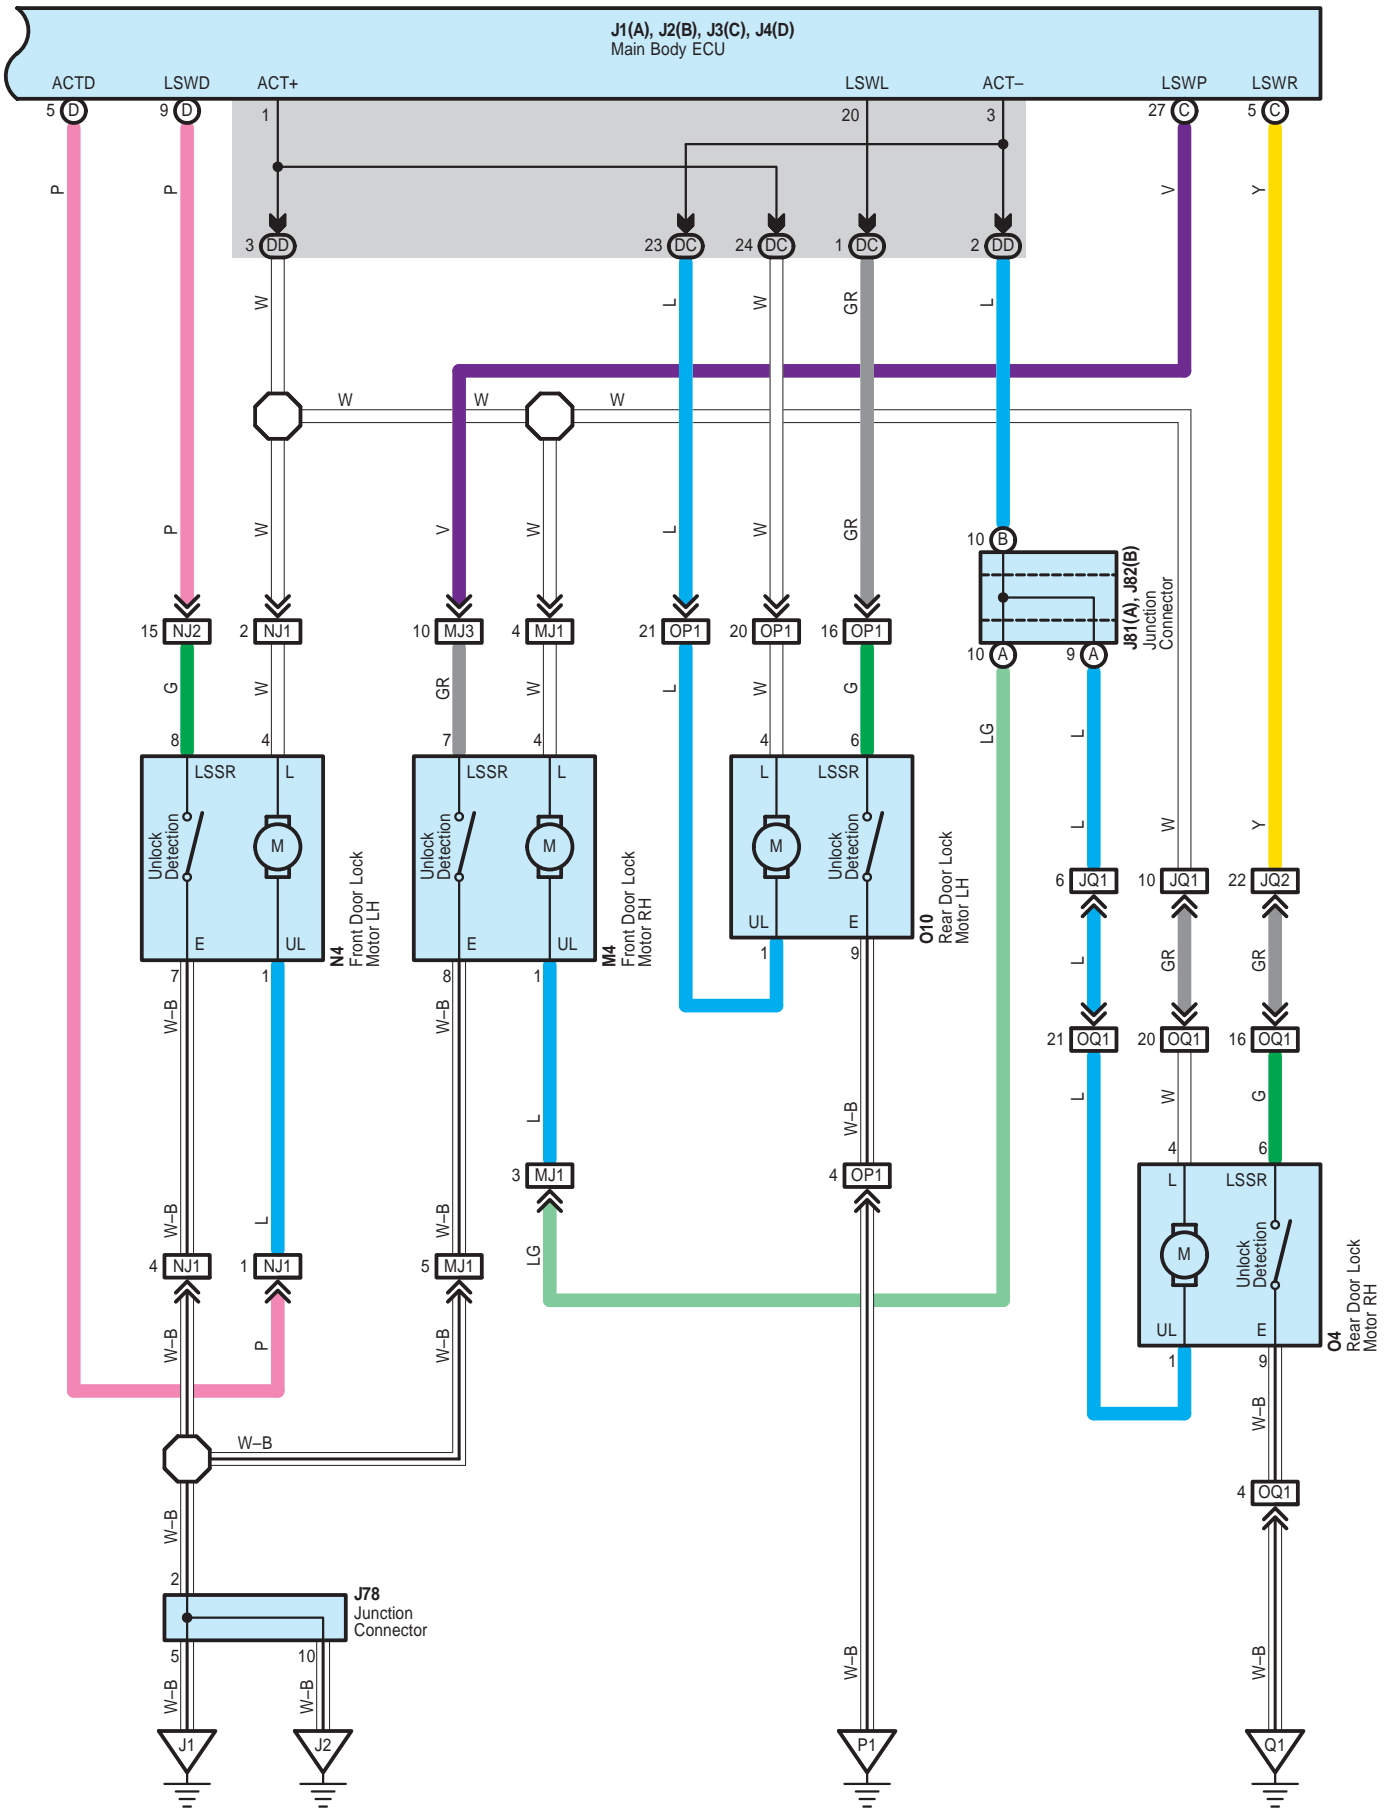 J1(A), J2(B), J3(C), J4(D)
Main Body ECU
ACTD LSWD ACT+ LSWL ACT– LSWP LSWR
5 D 9 D 1 20 3 27 C 5 C
P P V Y
3 DD 23 DC 24 DC 1 DC 2 DD
W L W GR L
W W W
P W V W L W GR
10 B
J81(A), J82(B)
Junction
Connector
15 NJ2 2 NJ1 10 MJ3 4 MJ1 21 OP1 20 OP1 16 OP1
10 A 9 A
G W GR W L W G LG L
8 4 7 4 4 6
LSSR L LSSR L L LSSR
Unlock
Detection
M
Unlock
Detection
M M
Unlock
Detection
L W Y
6 JQ1 10 JQ1 22 JQ2
E UL E UL UL E
N4
Front Door Lock
Motor LH
M4
Front Door Lock
Motor RH
O10
Rear Door Lock
Motor LH
7 1 8 1 1 9
L GR GR
W–B W–B
21 OQ1 20 OQ1 16 OQ1
L W–B L W G
4 6
3 MJ1 4 OP1
L LSSR
W–B L W–B LG
M
Unlock
Detection
4 NJ1 1 NJ1 5 MJ1
UL E
O4
Rear Door Lock
Motor RH
W–B P W–B
1 9
W–B
W–B
4 OQ1
W–B
2
J78
Junction
Connector
5 10
W–B W–B W–B W–B
J1 J2 P1 Q1